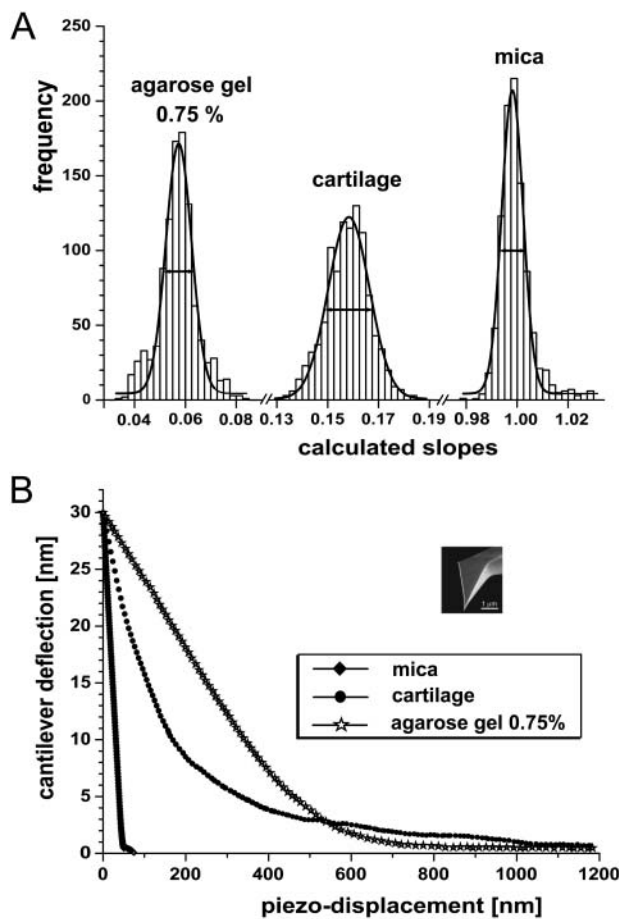 A
250
200
150
100
50
0
frequency
agarose gel
0.75 %
cartilage
mica
0.04 0.06 0.08 0.13 0.15 0.17 0.19 0.98 1.00 1.02
calculated slopes
B
30
25
20
15
10
5
0
cantilever deflection [nm]
1 µm
mica
cartilage
agarose gel 0.75%
0 200 400 600 800 1000 1200
piezo-displacement [nm]